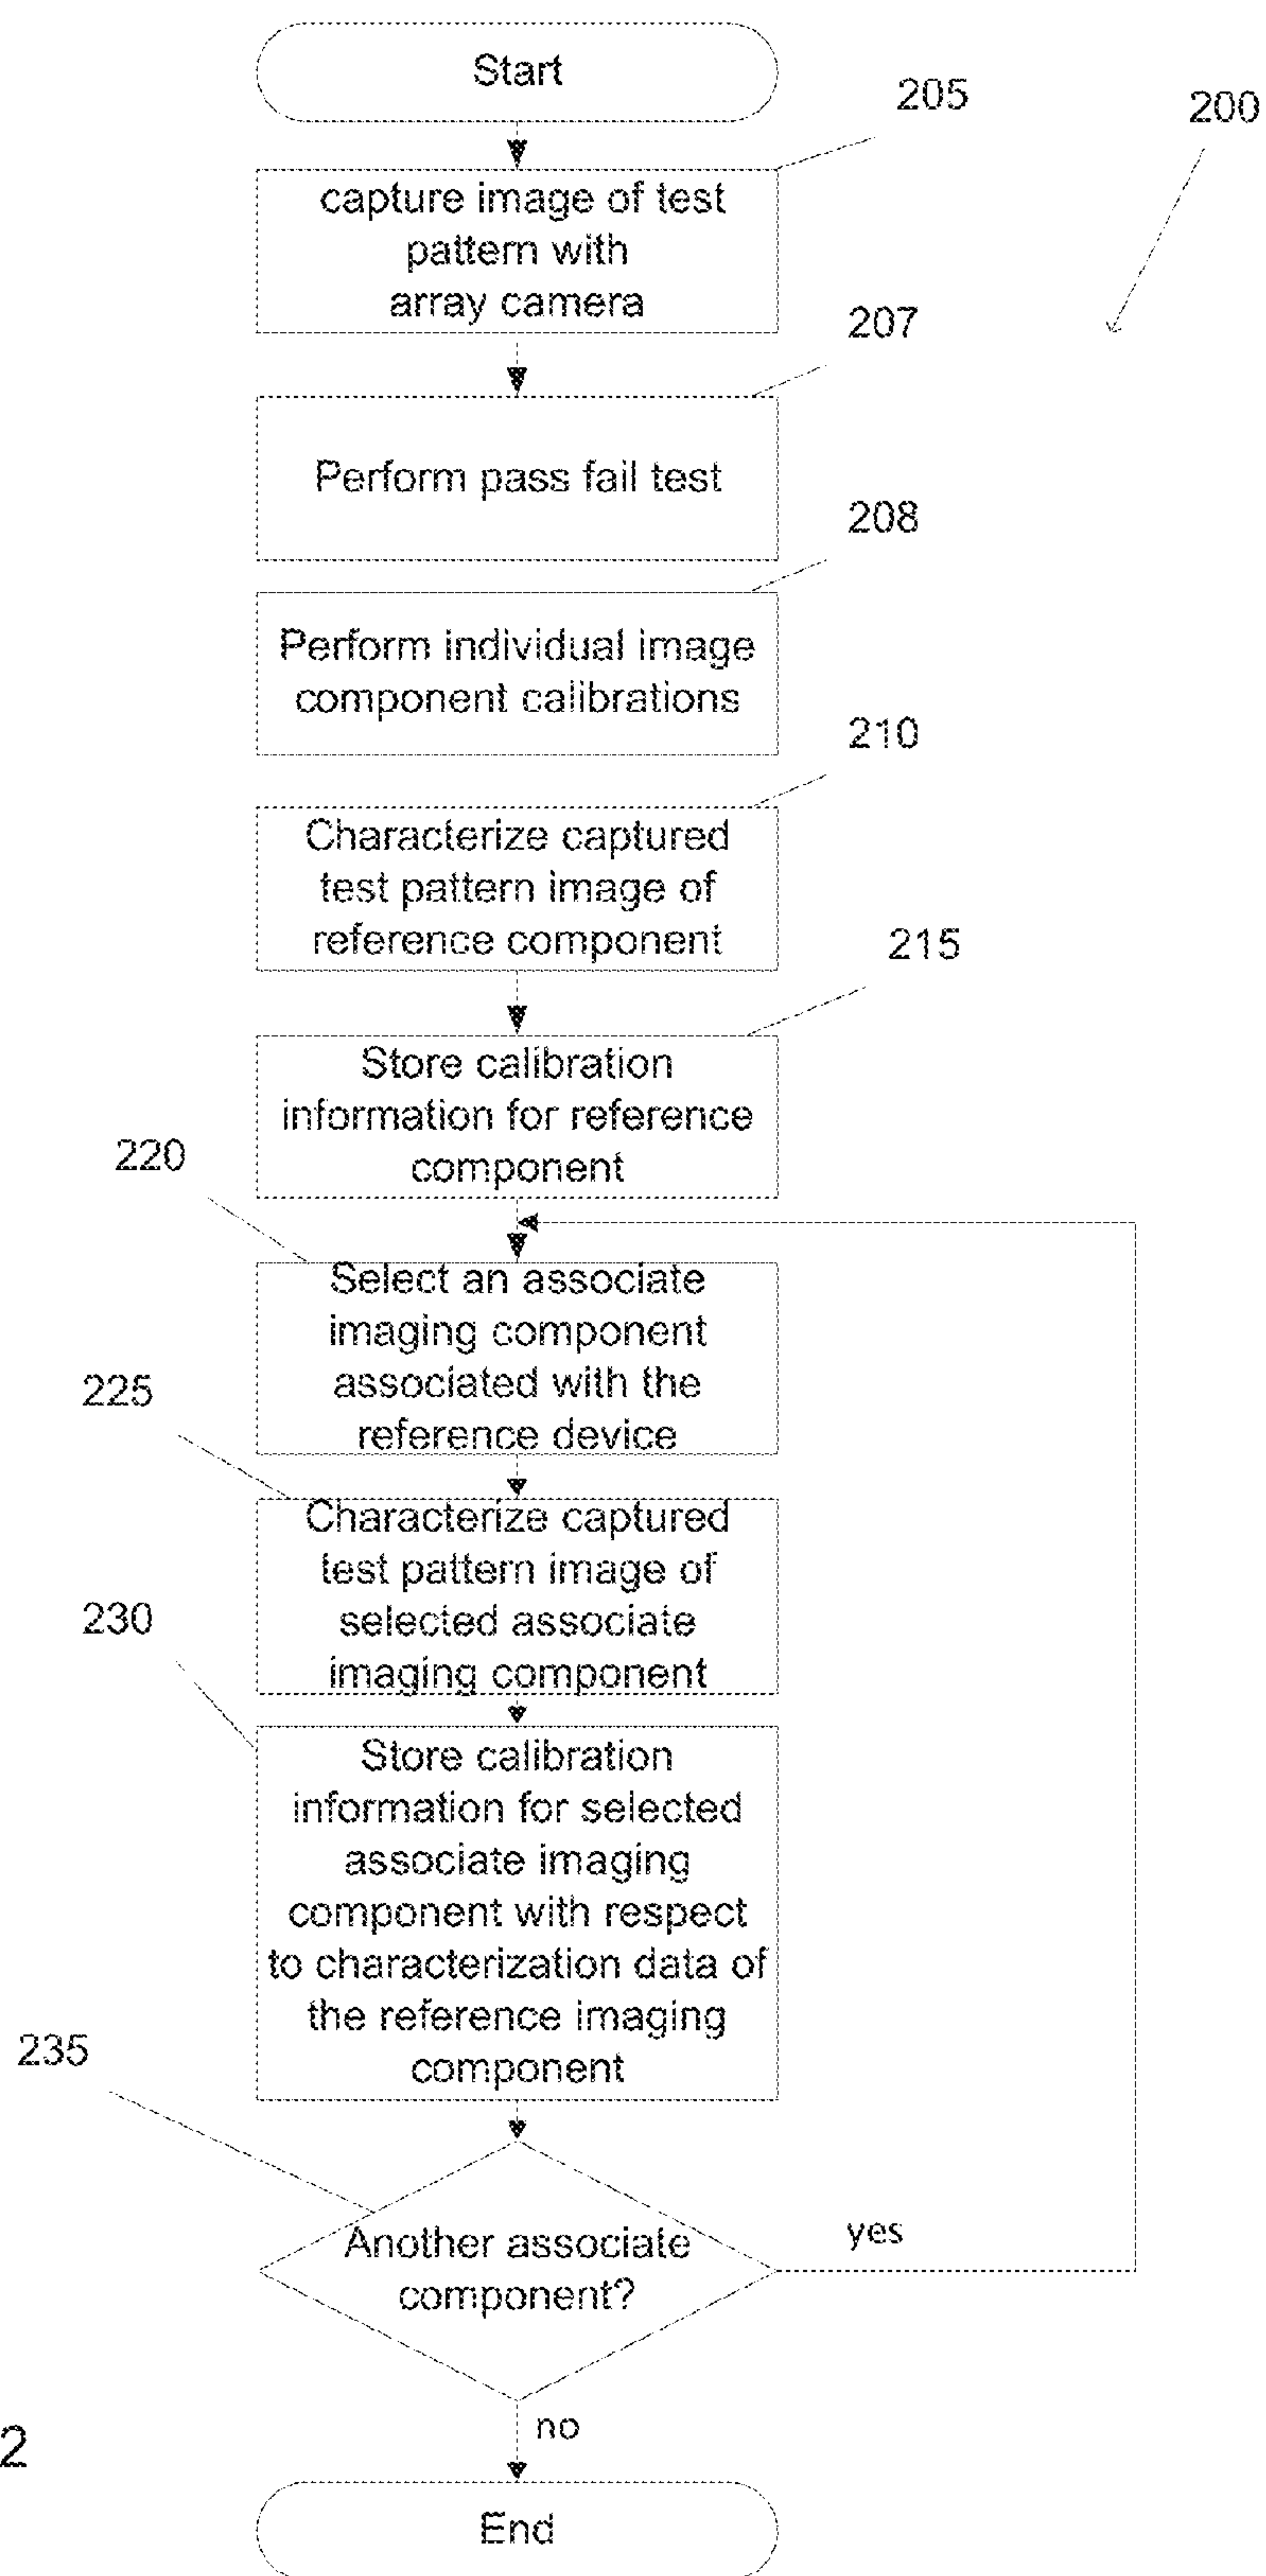 Start
205
200
capture image of test
pattern with
array camera
207
Perform pass fail test
208
Perform individual image
component calibrations
210
Characterize captured
test pattern image of
reference component
215
Store calibration
information for reference
component
220
Select an associate
imaging component
associated with the
reference device
225
Characterize captured
test pattern image of
selected associate
imaging component
230
Store calibration
information for selected
associate imaging
component with respect
to characterization data of
the reference imaging
component
235
Another associate
component?
yes
no
2
End